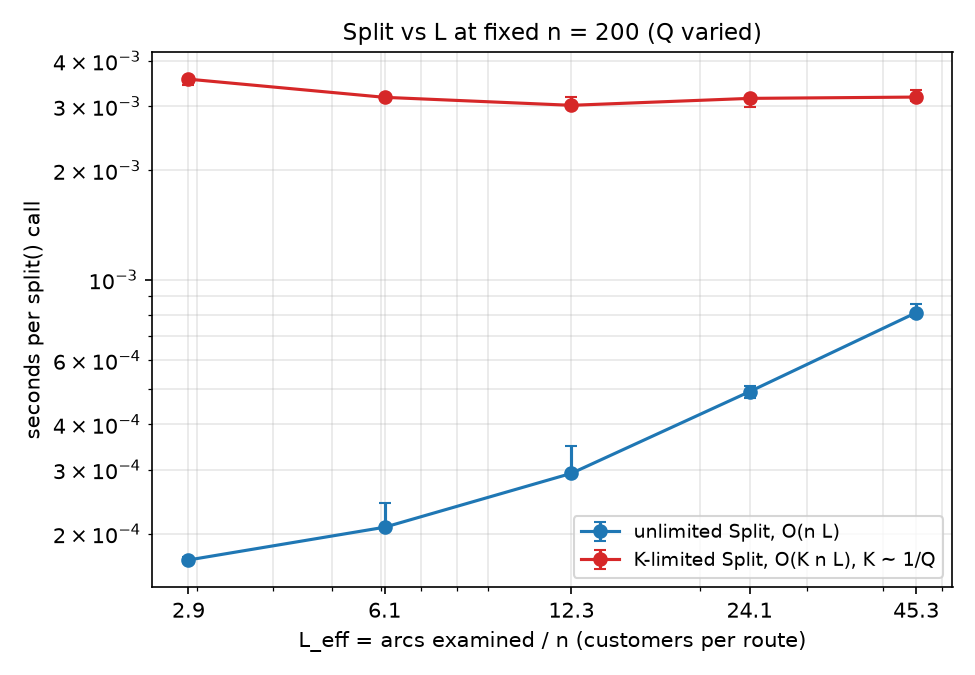 Split vs L at fixed n = 200 (Q varied)
seconds per split() call
4 × 10⁻³
3 × 10⁻³
2 × 10⁻³
10⁻³
6 × 10⁻⁴
4 × 10⁻⁴
3 × 10⁻⁴
2 × 10⁻⁴
unlimited Split, O(n L)
K-limited Split, O(K n L), K ~ 1/Q
2.9 6.1 12.3 24.1 45.3
L_eff = arcs examined / n (customers per route)